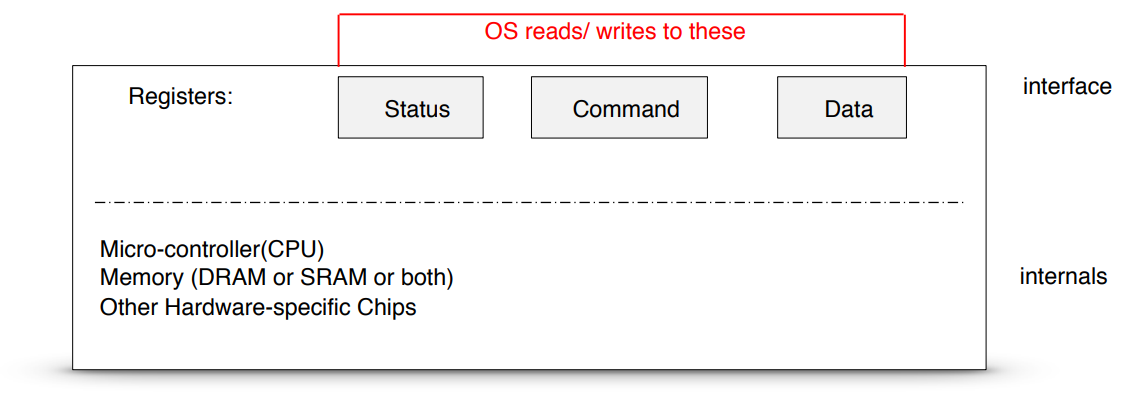 OS reads/ writes to these
Registers: Status Command Data
interface
Micro-controller(CPU)
Memory (DRAM or SRAM or both)
Other Hardware-specific Chips
internals